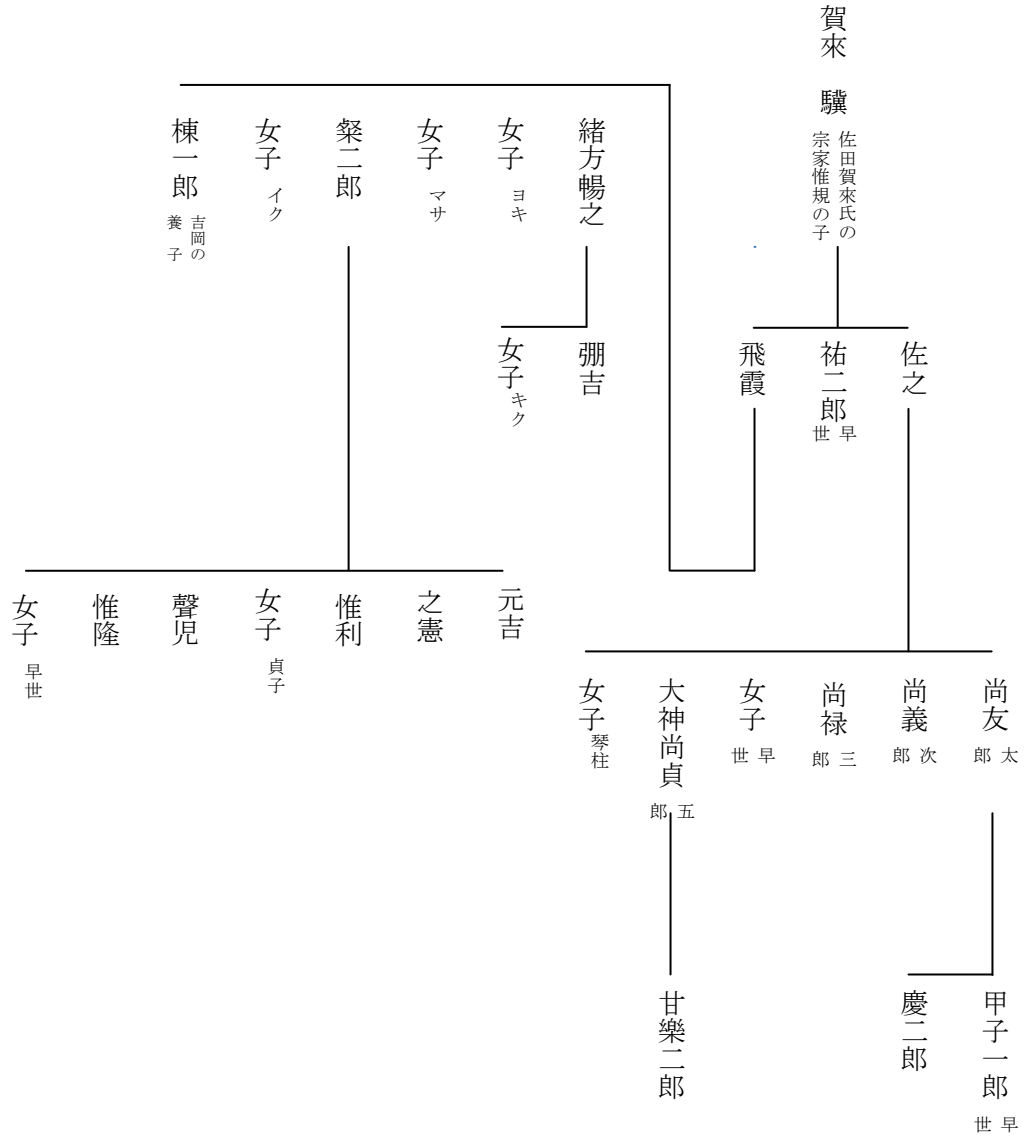 賀來　驥
佐田賀來氏の
宗家惟規の子
佐之
祐二郎
早世
飛霞
緒方暢之
女子
ヨキ
女子
マサ
粲二郎
女子
イク
棟一郎
吉岡の
養子
弸吉
女子
キク
元吉
之憲
惟利
女子
貞子
聲児
惟隆
女子
早世
尚友
太郎
尚義
次郎
尚禄
三郎
女子
早世
大神尚貞
五郎
女子
琴柱
甲子一郎
早世
慶二郎
甘樂二郎